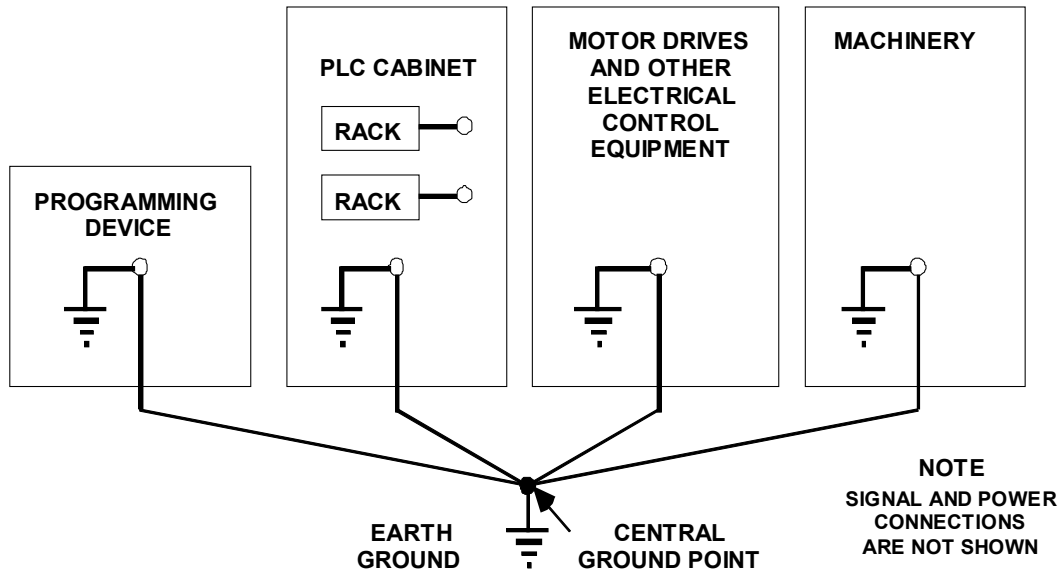 PROGRAMMING
DEVICE
PLC CABINET
RACK
RACK
MOTOR DRIVES
AND OTHER
ELECTRICAL
CONTROL
EQUIPMENT
MACHINERY
EARTH
GROUND
CENTRAL
GROUND POINT
NOTE
SIGNAL AND POWER
CONNECTIONS
ARE NOT SHOWN